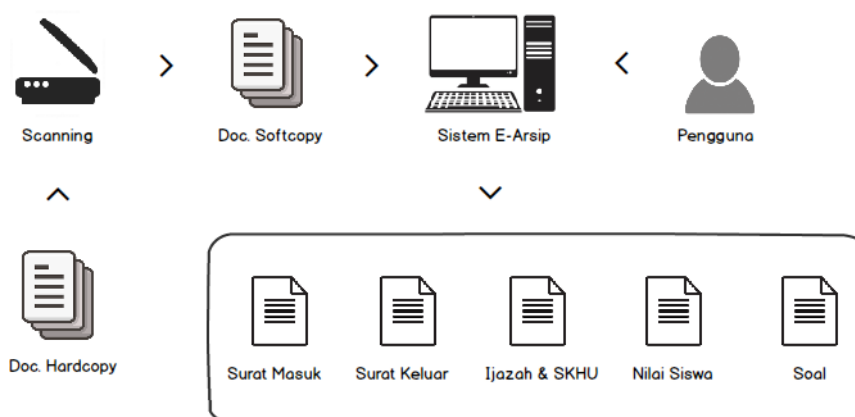 Scanning
Doc. Softcopy
Sistem E-Arsip
Pengguna
Doc. Hardcopy
Surat Masuk
Surat Keluar
Ijazah & SKHU
Nilai Siswa
Soal